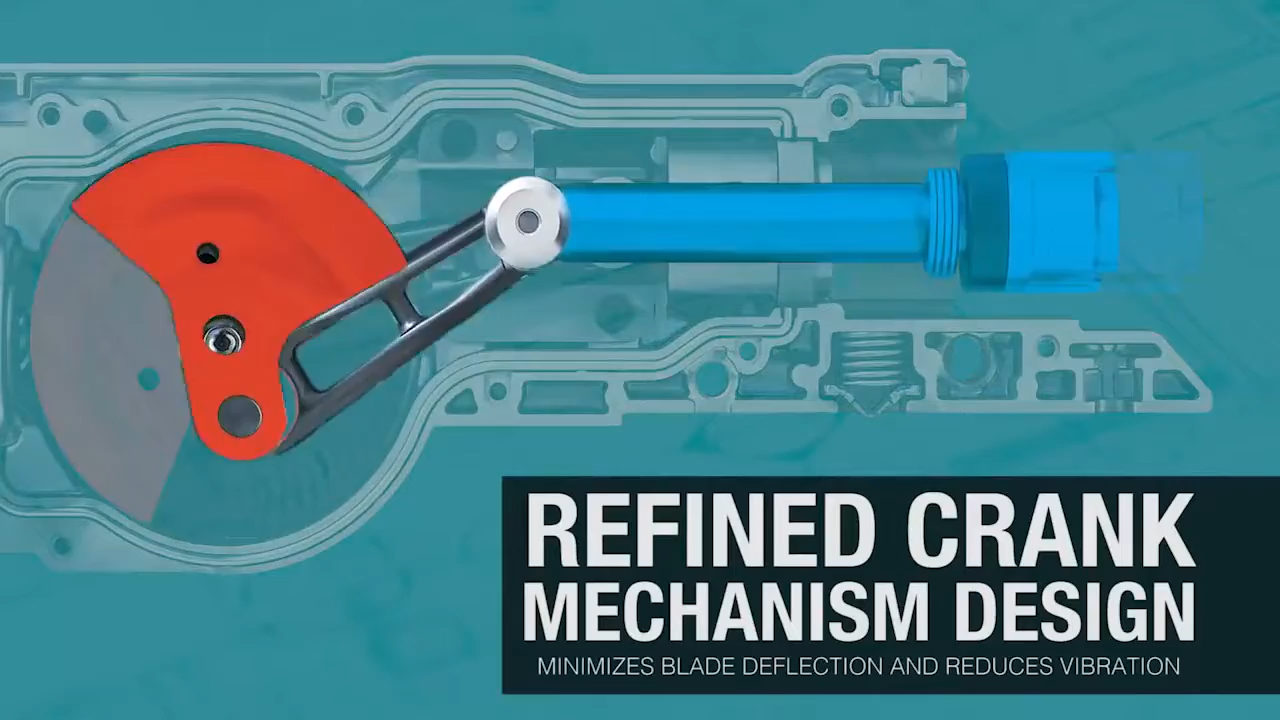 REFINED CRANK
MECHANISM DESIGN
MINIMIZES BLADE DEFLECTION AND REDUCES VIBRATION